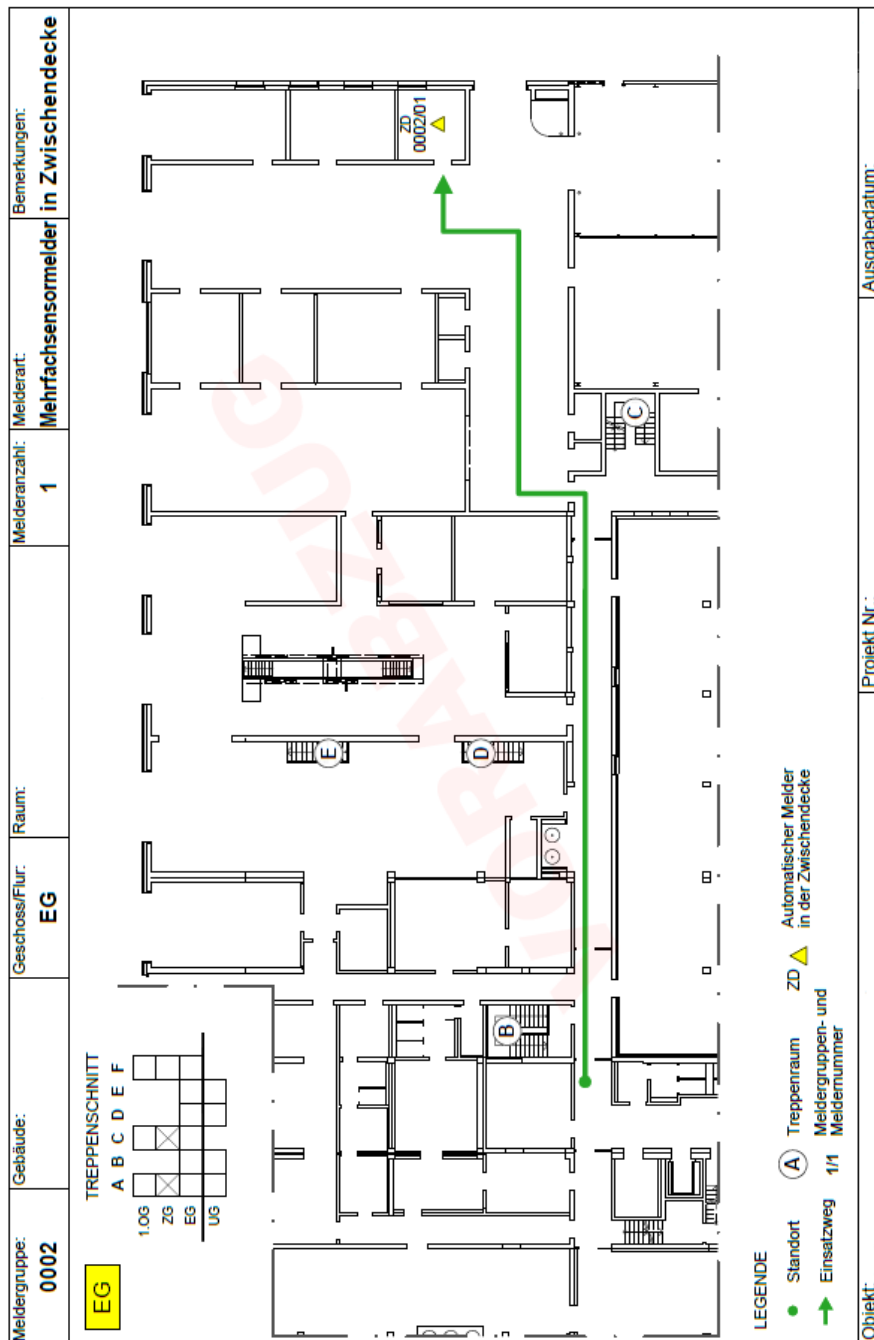 Meldergruppe:
0002
Gebäude:
Geschoss/Flur:
EG
Raum:
Melderanzahl:
1
Melderart:
Mehrfachsensormelder
Bemerkungen:
in Zwischendecke
EG
TREPPENSCHNITT
A B C D E F
1.OG
ZG
EG
UG
ZD
0002/01
A
B
C
D
E
VORABZUG
LEGENDE
Standort
Einsatzweg
A Treppenraum
1/1 Meldergruppen- und
Meldernummer
ZD Automatischer Melder
in der Zwischendecke
Objekt:
Projekt Nr.:
Ausgabedatum: